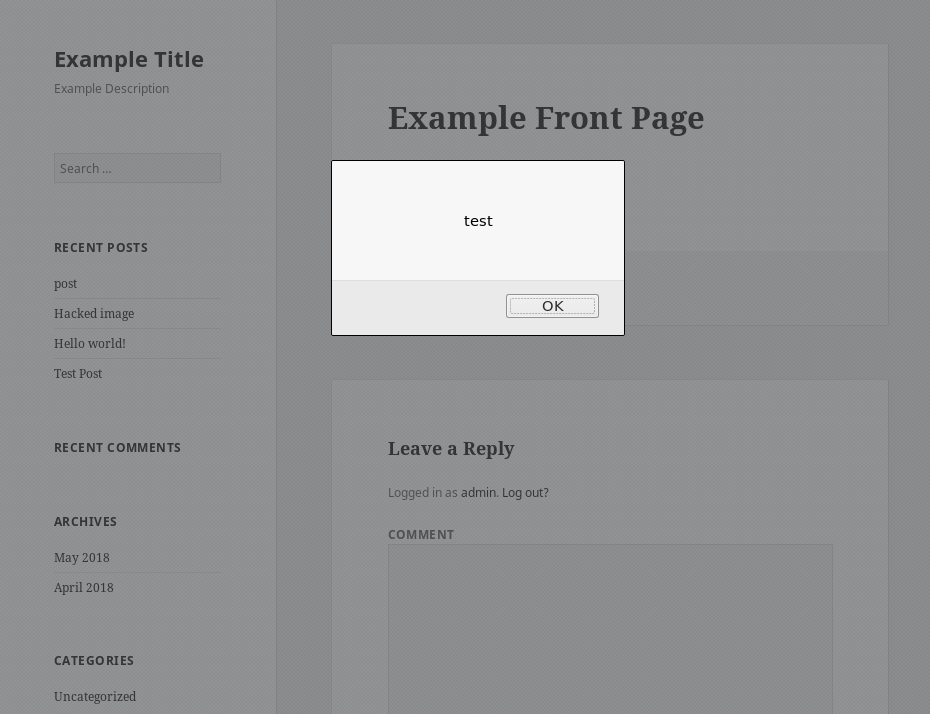 Example Title
Example Description
Search ...
RECENT POSTS
post
Hacked image
Hello world!
Test Post
RECENT COMMENTS
ARCHIVES
May 2018
April 2018
CATEGORIES
Uncategorized
Example Front Page
test
OK
Leave a Reply
Logged in as admin. Log out?
COMMENT